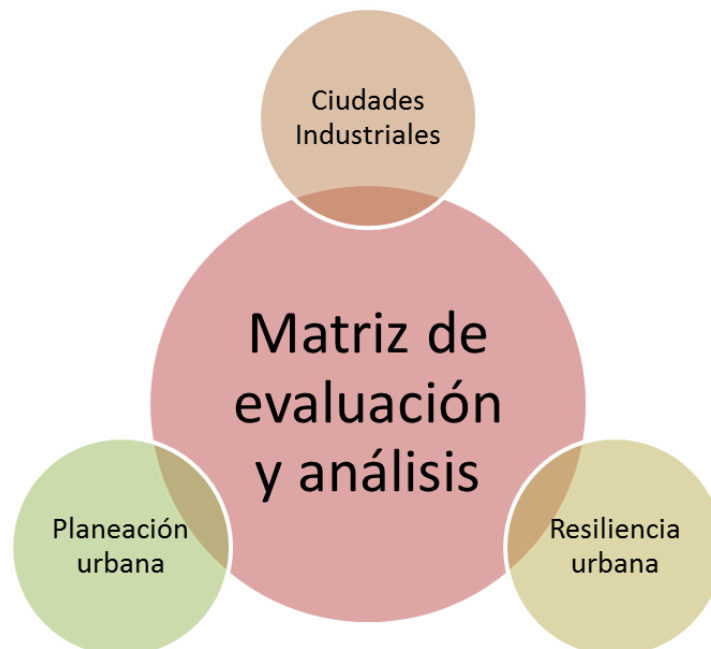 Ciudades
Industriales
Matriz de
evaluación
y análisis
Planeación
urbana
Resiliencia
urbana